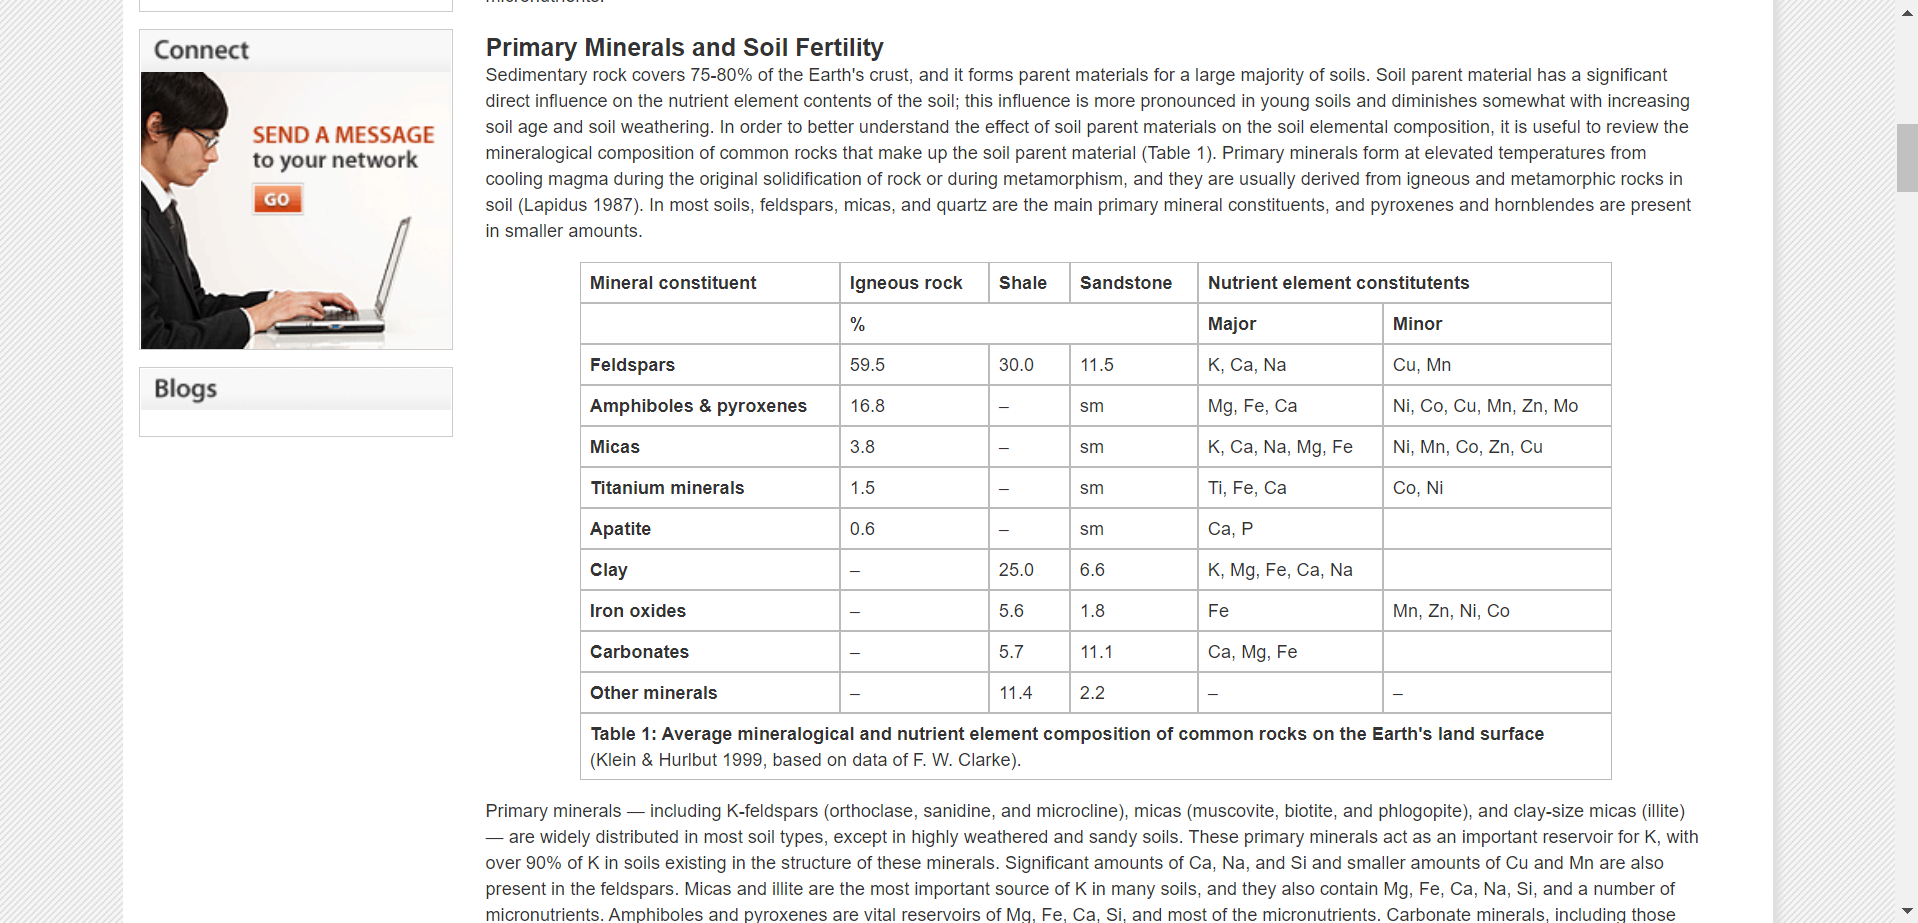 Connect
SEND A MESSAGE
to your network
GO
Blogs
Primary Minerals and Soil Fertility
Sedimentary rock covers 75-80% of the Earth's crust, and it forms parent materials for a large majority of soils. Soil parent material has a significant
direct influence on the nutrient element contents of the soil; this influence is more pronounced in young soils and diminishes somewhat with increasing
soil age and soil weathering. In order to better understand the effect of soil parent materials on the soil elemental composition, it is useful to review the
mineralogical composition of common rocks that make up the soil parent material (Table 1). Primary minerals form at elevated temperatures from
cooling magma during the original solidification of rock or during metamorphism, and they are usually derived from igneous and metamorphic rocks in
soil (Lapidus 1987). In most soils, feldspars, micas, and quartz are the main primary mineral constituents, and pyroxenes and hornblendes are present
in smaller amounts.
Mineral constituent Igneous rock Shale Sandstone Nutrient element constitutents
% Major Minor
Feldspars 59.5 30.0 11.5 K, Ca, Na Cu, Mn
Amphiboles & pyroxenes 16.8 – sm Mg, Fe, Ca Ni, Co, Cu, Mn, Zn, Mo
Micas 3.8 – sm K, Ca, Na, Mg, Fe Ni, Mn, Co, Zn, Cu
Titanium minerals 1.5 – sm Ti, Fe, Ca Co, Ni
Apatite 0.6 – sm Ca, P
Clay – 25.0 6.6 K, Mg, Fe, Ca, Na
Iron oxides – 5.6 1.8 Fe Mn, Zn, Ni, Co
Carbonates – 5.7 11.1 Ca, Mg, Fe
Other minerals – 11.4 2.2 – –
Table 1: Average mineralogical and nutrient element composition of common rocks on the Earth's land surface
(Klein & Hurlbut 1999, based on data of F. W. Clarke).
Primary minerals — including K-feldspars (orthoclase, sanidine, and microcline), micas (muscovite, biotite, and phlogopite), and clay-size micas (illite)
— are widely distributed in most soil types, except in highly weathered and sandy soils. These primary minerals act as an important reservoir for K, with
over 90% of K in soils existing in the structure of these minerals. Significant amounts of Ca, Na, and Si and smaller amounts of Cu and Mn are also
present in the feldspars. Micas and illite are the most important source of K in many soils, and they also contain Mg, Fe, Ca, Na, Si, and a number of
micronutrients. Amphiboles and pyroxenes are vital reservoirs of Mg, Fe, Ca, Si, and most of the micronutrients. Carbonate minerals, including those